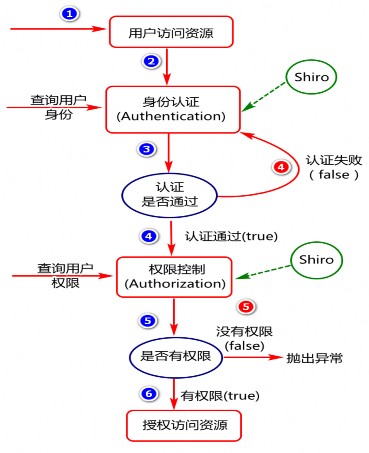 1
用户访问资源
2
Shiro
查询用户
身份
身份认证
(Authentication)
3
4
认证失败
( false )
认证
是否通过
4
认证通过(true)
查询用户
权限
权限控制
(Authorization)
Shiro
5
5
没有权限
(false)
是否有权限
抛出异常
6
有权限(true)
授权访问资源